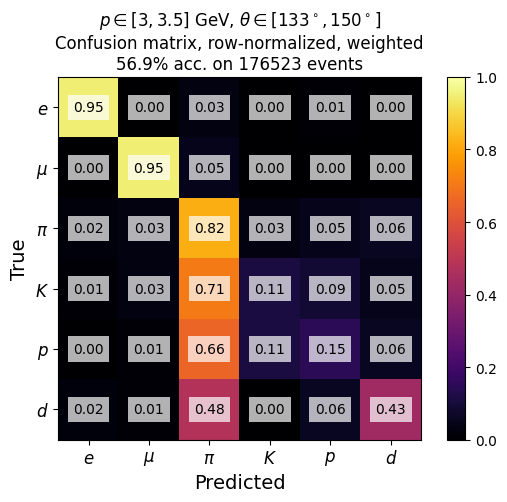 p ∈ [3, 3.5] GeV, θ ∈ [133°, 150°]
Confusion matrix, row-normalized, weighted
56.9% acc. on 176523 events
True
e 0.95 0.00 0.03 0.00 0.01 0.00
μ 0.00 0.95 0.05 0.00 0.00 0.00
π 0.02 0.03 0.82 0.03 0.05 0.06
K 0.01 0.03 0.71 0.11 0.09 0.05
p 0.00 0.01 0.66 0.11 0.15 0.06
d 0.02 0.01 0.48 0.00 0.06 0.43
e μ π K p d
Predicted
1.0
0.8
0.6
0.4
0.2
0.0